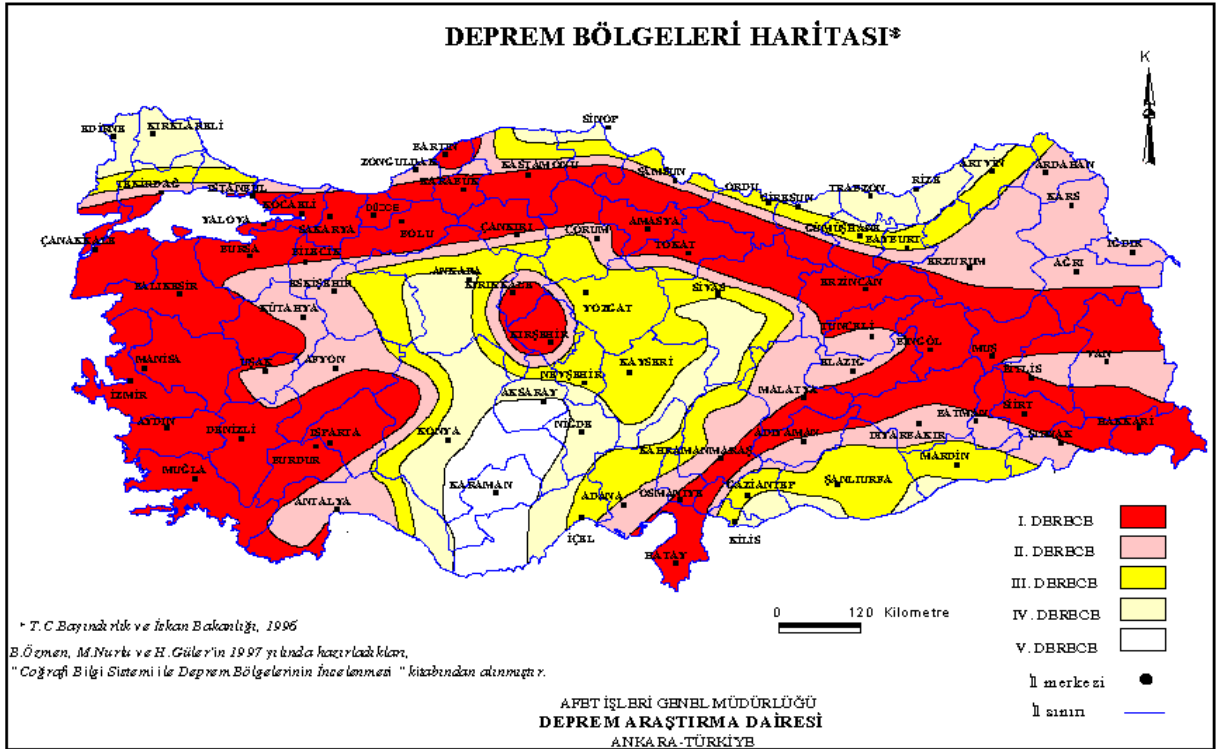 DEPREM BÖLGELERİ HARİTASI*
K
SİNOP
EDİRNE
KIRKLARELİ
BARTIN
ZONGULDAK
KASTAMONU
KARABÜK
SAMSUN
ORDU
GİRESUN
TRABZON
RİZE
ARTVİN
ARDAHAN
KARS
TEKİRDAĞ
İSTANBUL
KOCAELİ
YALOVA
SAKARYA
BOLU
ÇANKIRI
ÇORUM
AMASYA
TOKAT
GÜMÜŞHANE
BAYBURT
ERZURUM
IĞDIR
AĞRI
ÇANAKKALE
BURSA
BİLECİK
ESKİŞEHİR
ANKARA
KIRIKKALE
YOZGAT
SİVAS
ERZİNCAN
BALIKESİR
KÜTAHYA
KIRŞEHİR
TUNCELİ
BİNGÖL
MUŞ
VAN
MANİSA
UŞAK
AFYON
NEVŞEHİR
KAYSERİ
ELAZIĞ
BİTLİS
İZMİR
AKSARAY
MALATYA
SİİRT
AYDIN
DENİZLİ
ISPARTA
KONYA
NİĞDE
ADIYAMAN
BATMAN
DİYARBAKIR
ŞIRNAK
HAKKARİ
MUĞLA
BURDUR
KAHRAMANMARAŞ
MARDİN
ANTALYA
KARAMAN
ADANA
OSMANİYE
GAZİANTEP
ŞANLIURFA
İÇEL
KİLİS
HATAY
I. DERECE
II. DERECE
III. DERECE
IV. DERECE
V. DERECE
İl merkezi
İl sınırı
0 120 Kilometre
* T.C Bayındırlık ve İskan Bakanlığı, 1996
B.Özmen, M.Nurlu ve H.Güler'in 1997 yılında hazırladıkları,
"Coğrafi Bilgi Sistemi ile Deprem Bölgelerinin İncelenmesi" kitabından alınmıştır.
AFET İŞLERİ GENEL MÜDÜRLÜĞÜ
DEPREM ARAŞTIRMA DAİRESİ
ANKARA-TÜRKİYE